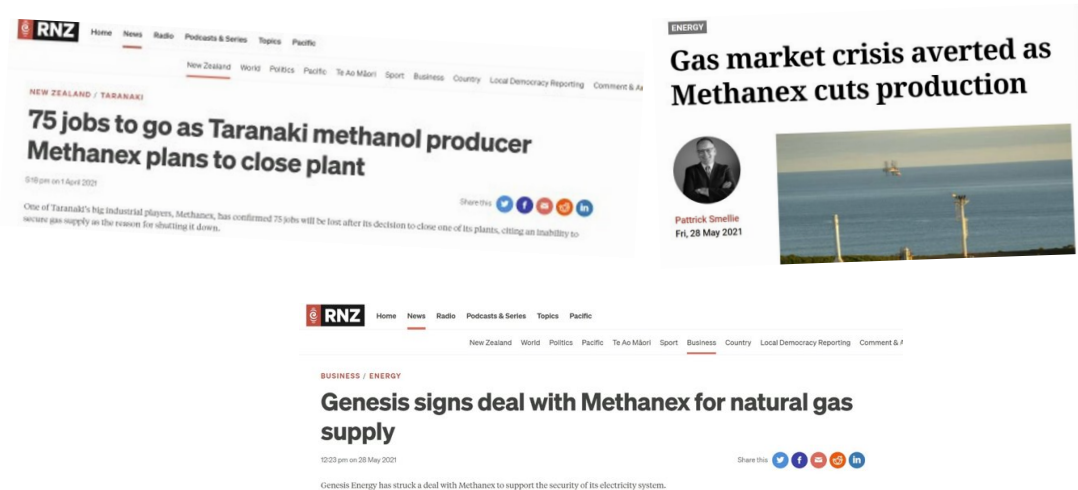 RNZ
Home News Radio Podcasts & Series Topics Pacific
New Zealand World Politics Pacific Te Ao Māori Sport Business Country Local Democracy Reporting Comment &
NEW ZEALAND / TARANAKI
75 jobs to go as Taranaki methanol producer
Methanex plans to close plant
5:18 pm on 1 April 2021
Share this
One of Taranaki's big industrial players, Methanex, has confirmed 75 jobs will be lost after its decision to close one of its plants, citing an inability to
secure gas supply as the reason for shutting it down.
ENERGY
Gas market crisis averted as
Methanex cuts production
Pattrick Smellie
Fri, 28 May 2021
RNZ
Home News Radio Podcasts & Series Topics Pacific
New Zealand World Politics Pacific Te Ao Māori Sport Business Country Local Democracy Reporting Comment &
BUSINESS / ENERGY
Genesis signs deal with Methanex for natural gas
supply
12:23 pm on 28 May 2021
Share this
Genesis Energy has struck a deal with Methanex to support the security of its electricity system.